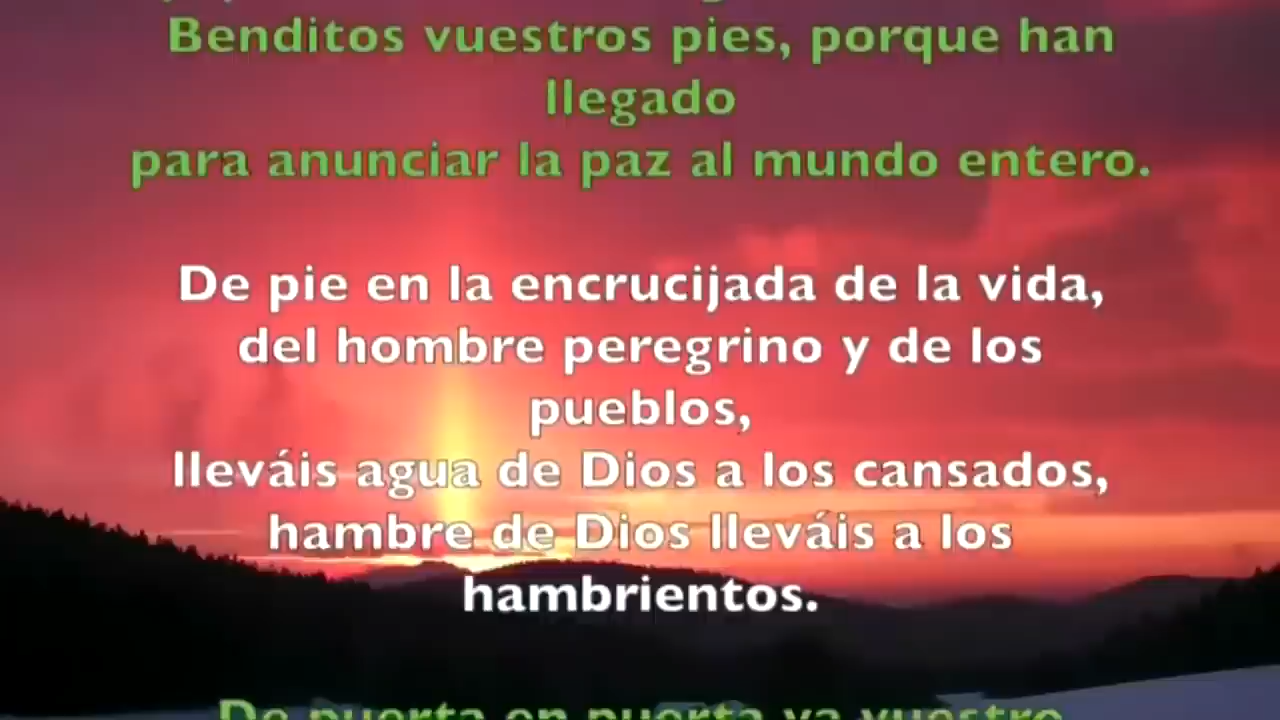 Benditos vuestros pies, porque han
llegado
para anunciar la paz al mundo entero.
De pie en la encrucijada de la vida,
del hombre peregrino y de los
pueblos,
lleváis agua de Dios a los cansados,
hambre de Dios lleváis a los
hambrientos.
De puerta en puerta va vuestro